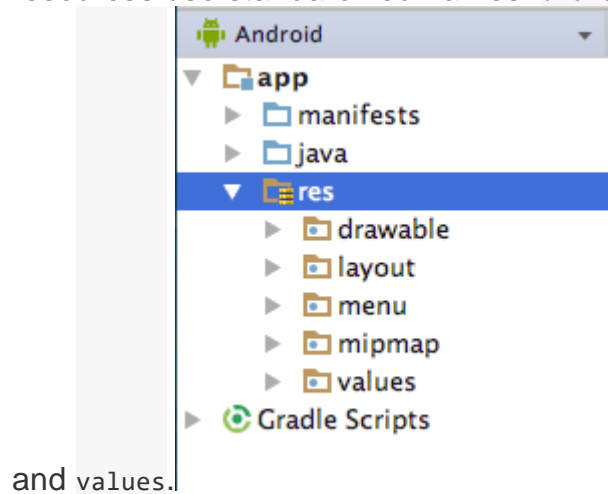 Android
app
manifests
java
res
drawable
layout
menu
mipmap
values
Gradle Scripts
and values.